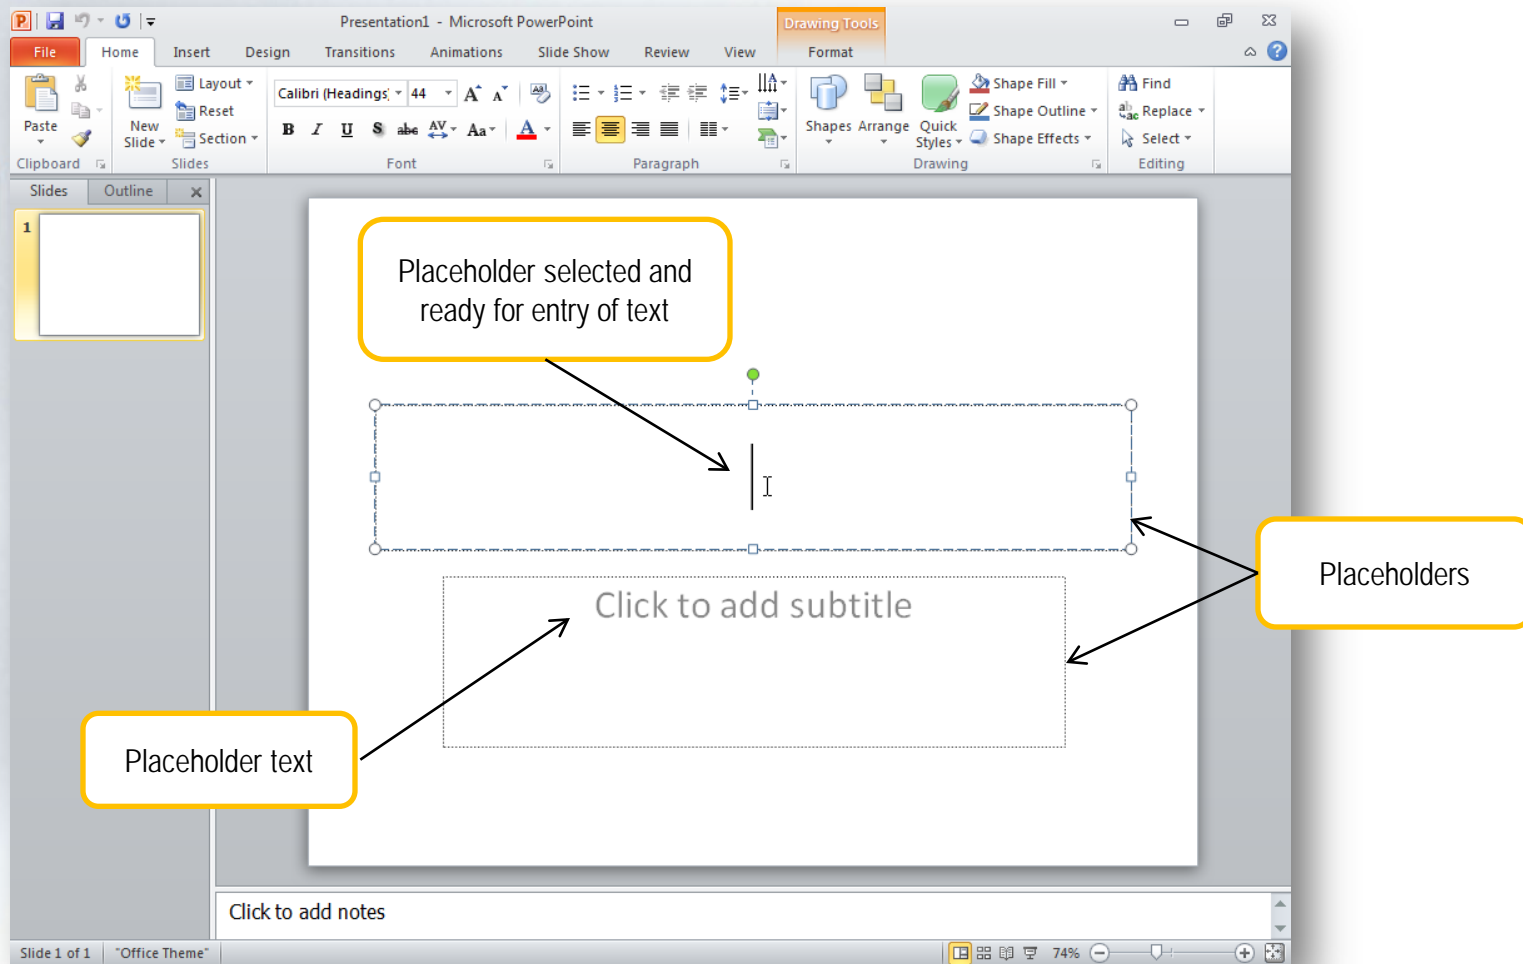 Presentation1 - Microsoft PowerPoint
Drawing Tools
File Home Insert Design Transitions Animations Slide Show Review View Format
Paste
Clipboard
New Slide
Layout
Reset
Section
Slides
Calibri (Headings) 44
B I U S abc AV Aa A
Font
Paragraph
Shapes Arrange Quick Styles
Shape Fill
Shape Outline
Shape Effects
Drawing
Find
Replace
Select
Editing
Slides Outline
1
Placeholder selected and
ready for entry of text
Placeholders
Click to add subtitle
Placeholder text
Click to add notes
Slide 1 of 1 "Office Theme" 74%